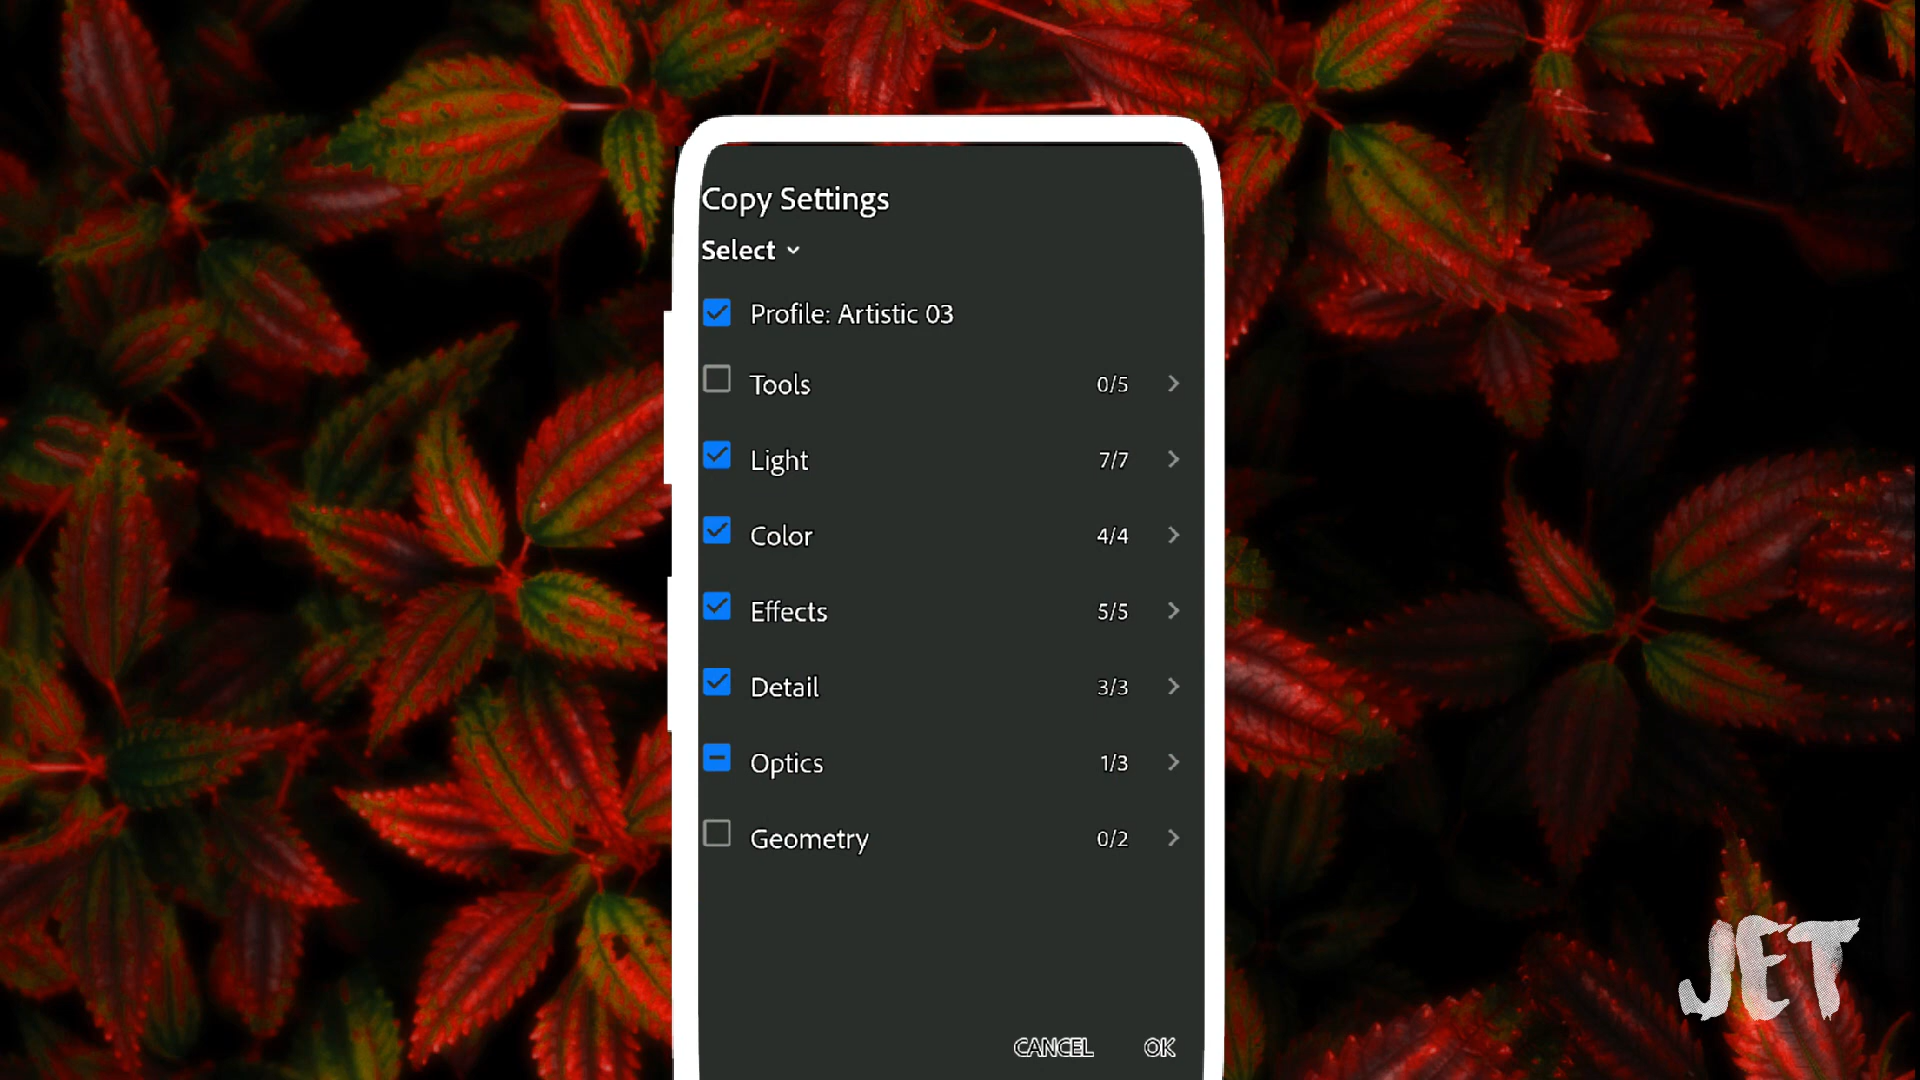 Copy Settings
Select
Profile: Artistic 03
Tools 0/5
Light 7/7
Color 4/4
Effects 5/5
Detail 3/3
Optics 1/3
Geometry 0/2
CANCEL OK
JET